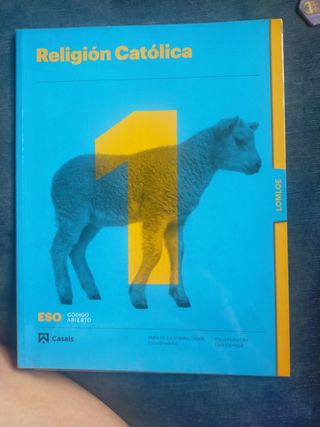 Religión Católica
1
LOMLOE
ESO CÓDIGO ABIERTO
Casals